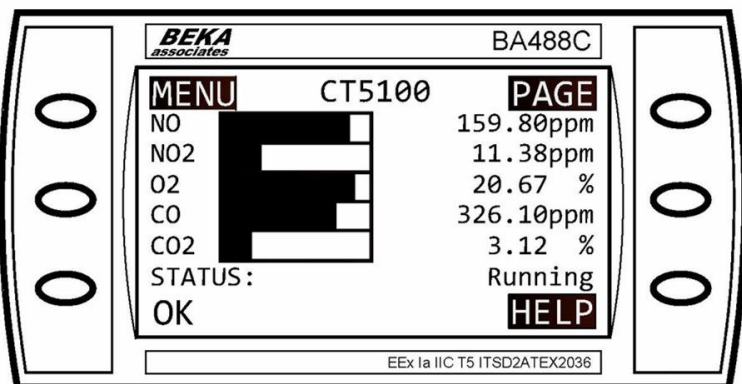 BEKA associates BA488C
MENU CT5100 PAGE
NO 159.80ppm
NO2 11.38ppm
O2 20.67 %
CO 326.10ppm
CO2 3.12 %
STATUS: Running
OK HELP
EEx Ia IIC T5 ITSD2ATEX2036